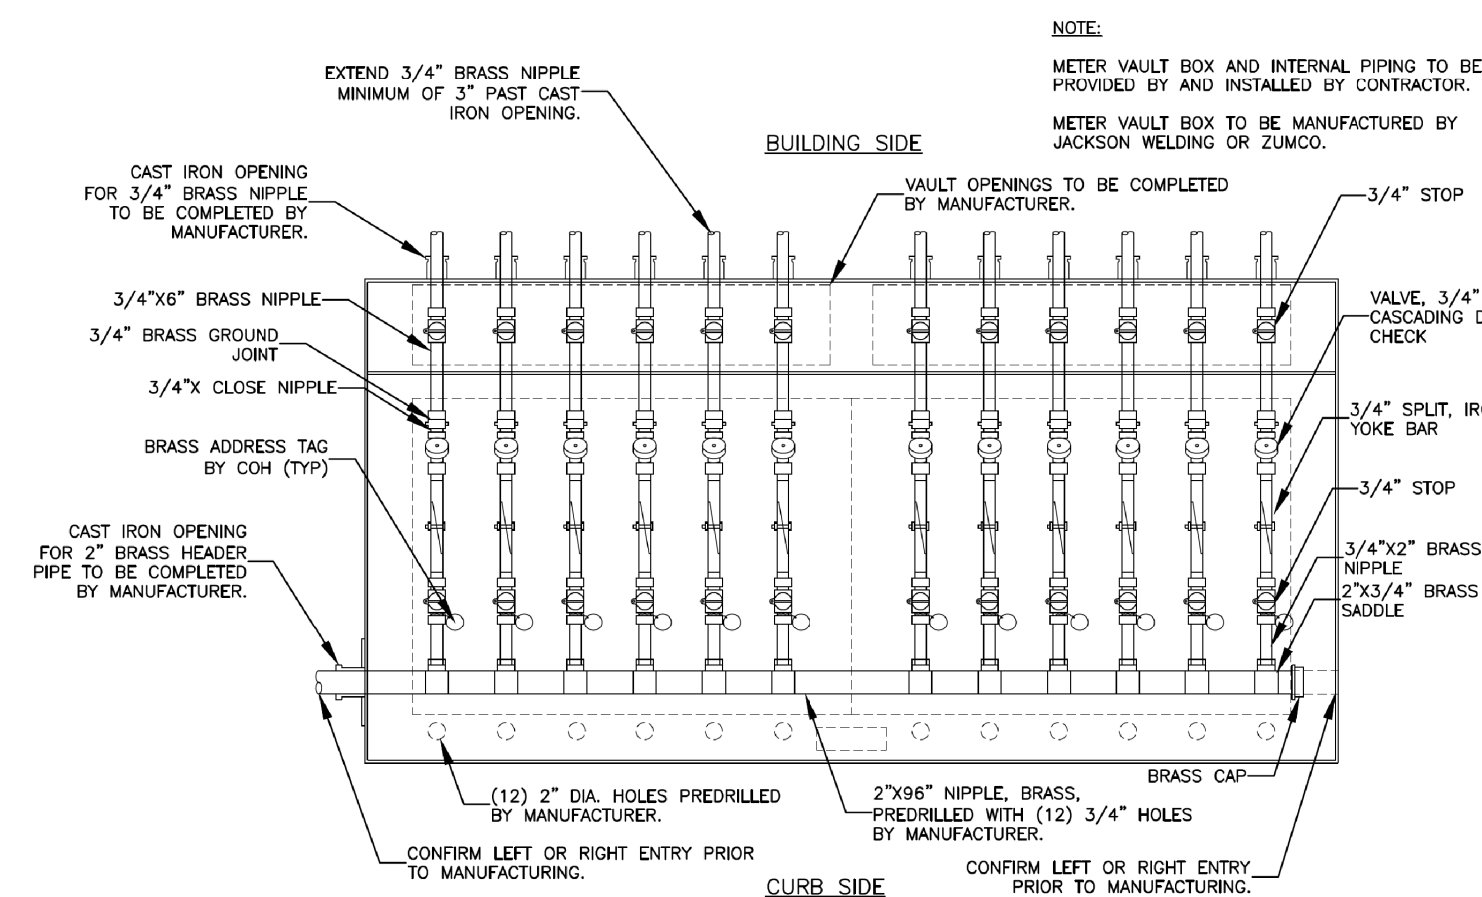 NOTE:
METER VAULT BOX AND INTERNAL PIPING TO BE
PROVIDED BY AND INSTALLED BY CONTRACTOR.
METER VAULT BOX TO BE MANUFACTURED BY
JACKSON WELDING OR ZUMCO.
EXTEND 3/4" BRASS NIPPLE
MINIMUM OF 3" PAST CAST
IRON OPENING.
BUILDING SIDE
CAST IRON OPENING
FOR 3/4" BRASS NIPPLE
TO BE COMPLETED BY
MANUFACTURER.
VAULT OPENINGS TO BE COMPLETED
BY MANUFACTURER.
3/4" STOP
3/4"X6" BRASS NIPPLE
3/4" BRASS GROUND
JOINT
3/4"X CLOSE NIPPLE
BRASS ADDRESS TAG
BY COH (TYP)
CAST IRON OPENING
FOR 2" BRASS HEADER
PIPE TO BE COMPLETED
BY MANUFACTURER.
VALVE, 3/4"
CASCADING D
CHECK
3/4" SPLIT, IR
YOKE BAR
3/4" STOP
3/4"X2" BRASS
NIPPLE
2"X3/4" BRASS
SADDLE
BRASS CAP
(12) 2" DIA. HOLES PREDRILLED
BY MANUFACTURER.
2"X96" NIPPLE, BRASS,
PREDRILLED WITH (12) 3/4" HOLES
BY MANUFACTURER.
CONFIRM LEFT OR RIGHT ENTRY PRIOR
TO MANUFACTURING.
CONFIRM LEFT OR RIGHT ENTRY
PRIOR TO MANUFACTURING.
CURB SIDE